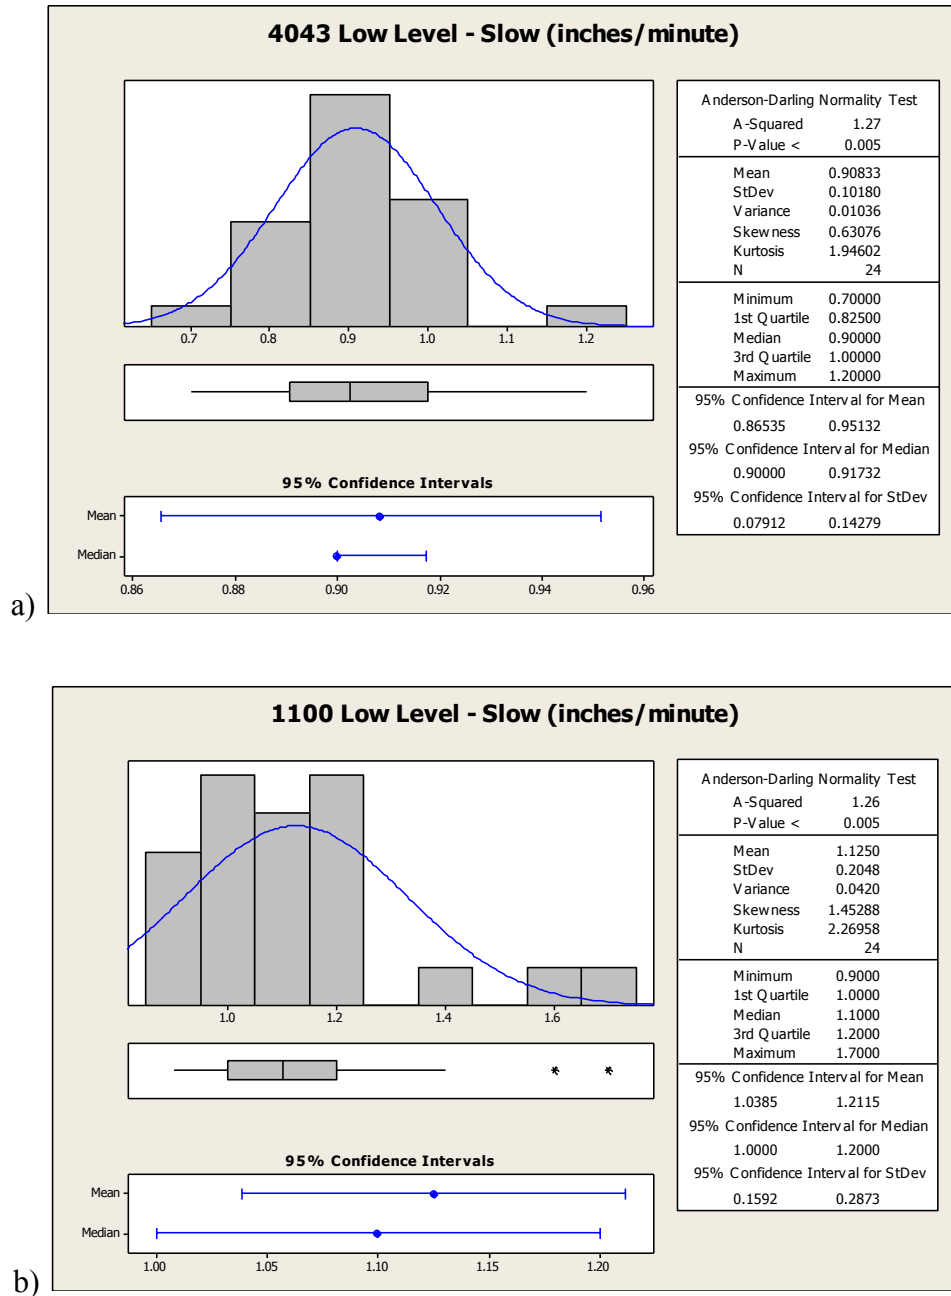 4043 Low Level - Slow (inches/minute)
0.7 0.8 0.9 1.0 1.1 1.2
95% Confidence Intervals
Mean
Median
0.86 0.88 0.90 0.92 0.94 0.96
Anderson-Darling Normality Test
A-Squared 1.27
P-Value < 0.005
Mean 0.90833
StDev 0.10180
Variance 0.01036
Skewness 0.63076
Kurtosis 1.94602
N 24
Minimum 0.70000
1st Quartile 0.82500
Median 0.90000
3rd Quartile 1.00000
Maximum 1.20000
95% Confidence Interval for Mean
0.86535 0.95132
95% Confidence Interval for Median
0.90000 0.91732
95% Confidence Interval for StDev
0.07912 0.14279
a)
1100 Low Level - Slow (inches/minute)
1.0 1.2 1.4 1.6
95% Confidence Intervals
Mean
Median
1.00 1.05 1.10 1.15 1.20
Anderson-Darling Normality Test
A-Squared 1.26
P-Value < 0.005
Mean 1.1250
StDev 0.2048
Variance 0.0420
Skewness 1.45288
Kurtosis 2.26958
N 24
Minimum 0.9000
1st Quartile 1.0000
Median 1.1000
3rd Quartile 1.2000
Maximum 1.7000
95% Confidence Interval for Mean
1.0385 1.2115
95% Confidence Interval for Median
1.0000 1.2000
95% Confidence Interval for StDev
0.1592 0.2873
b)